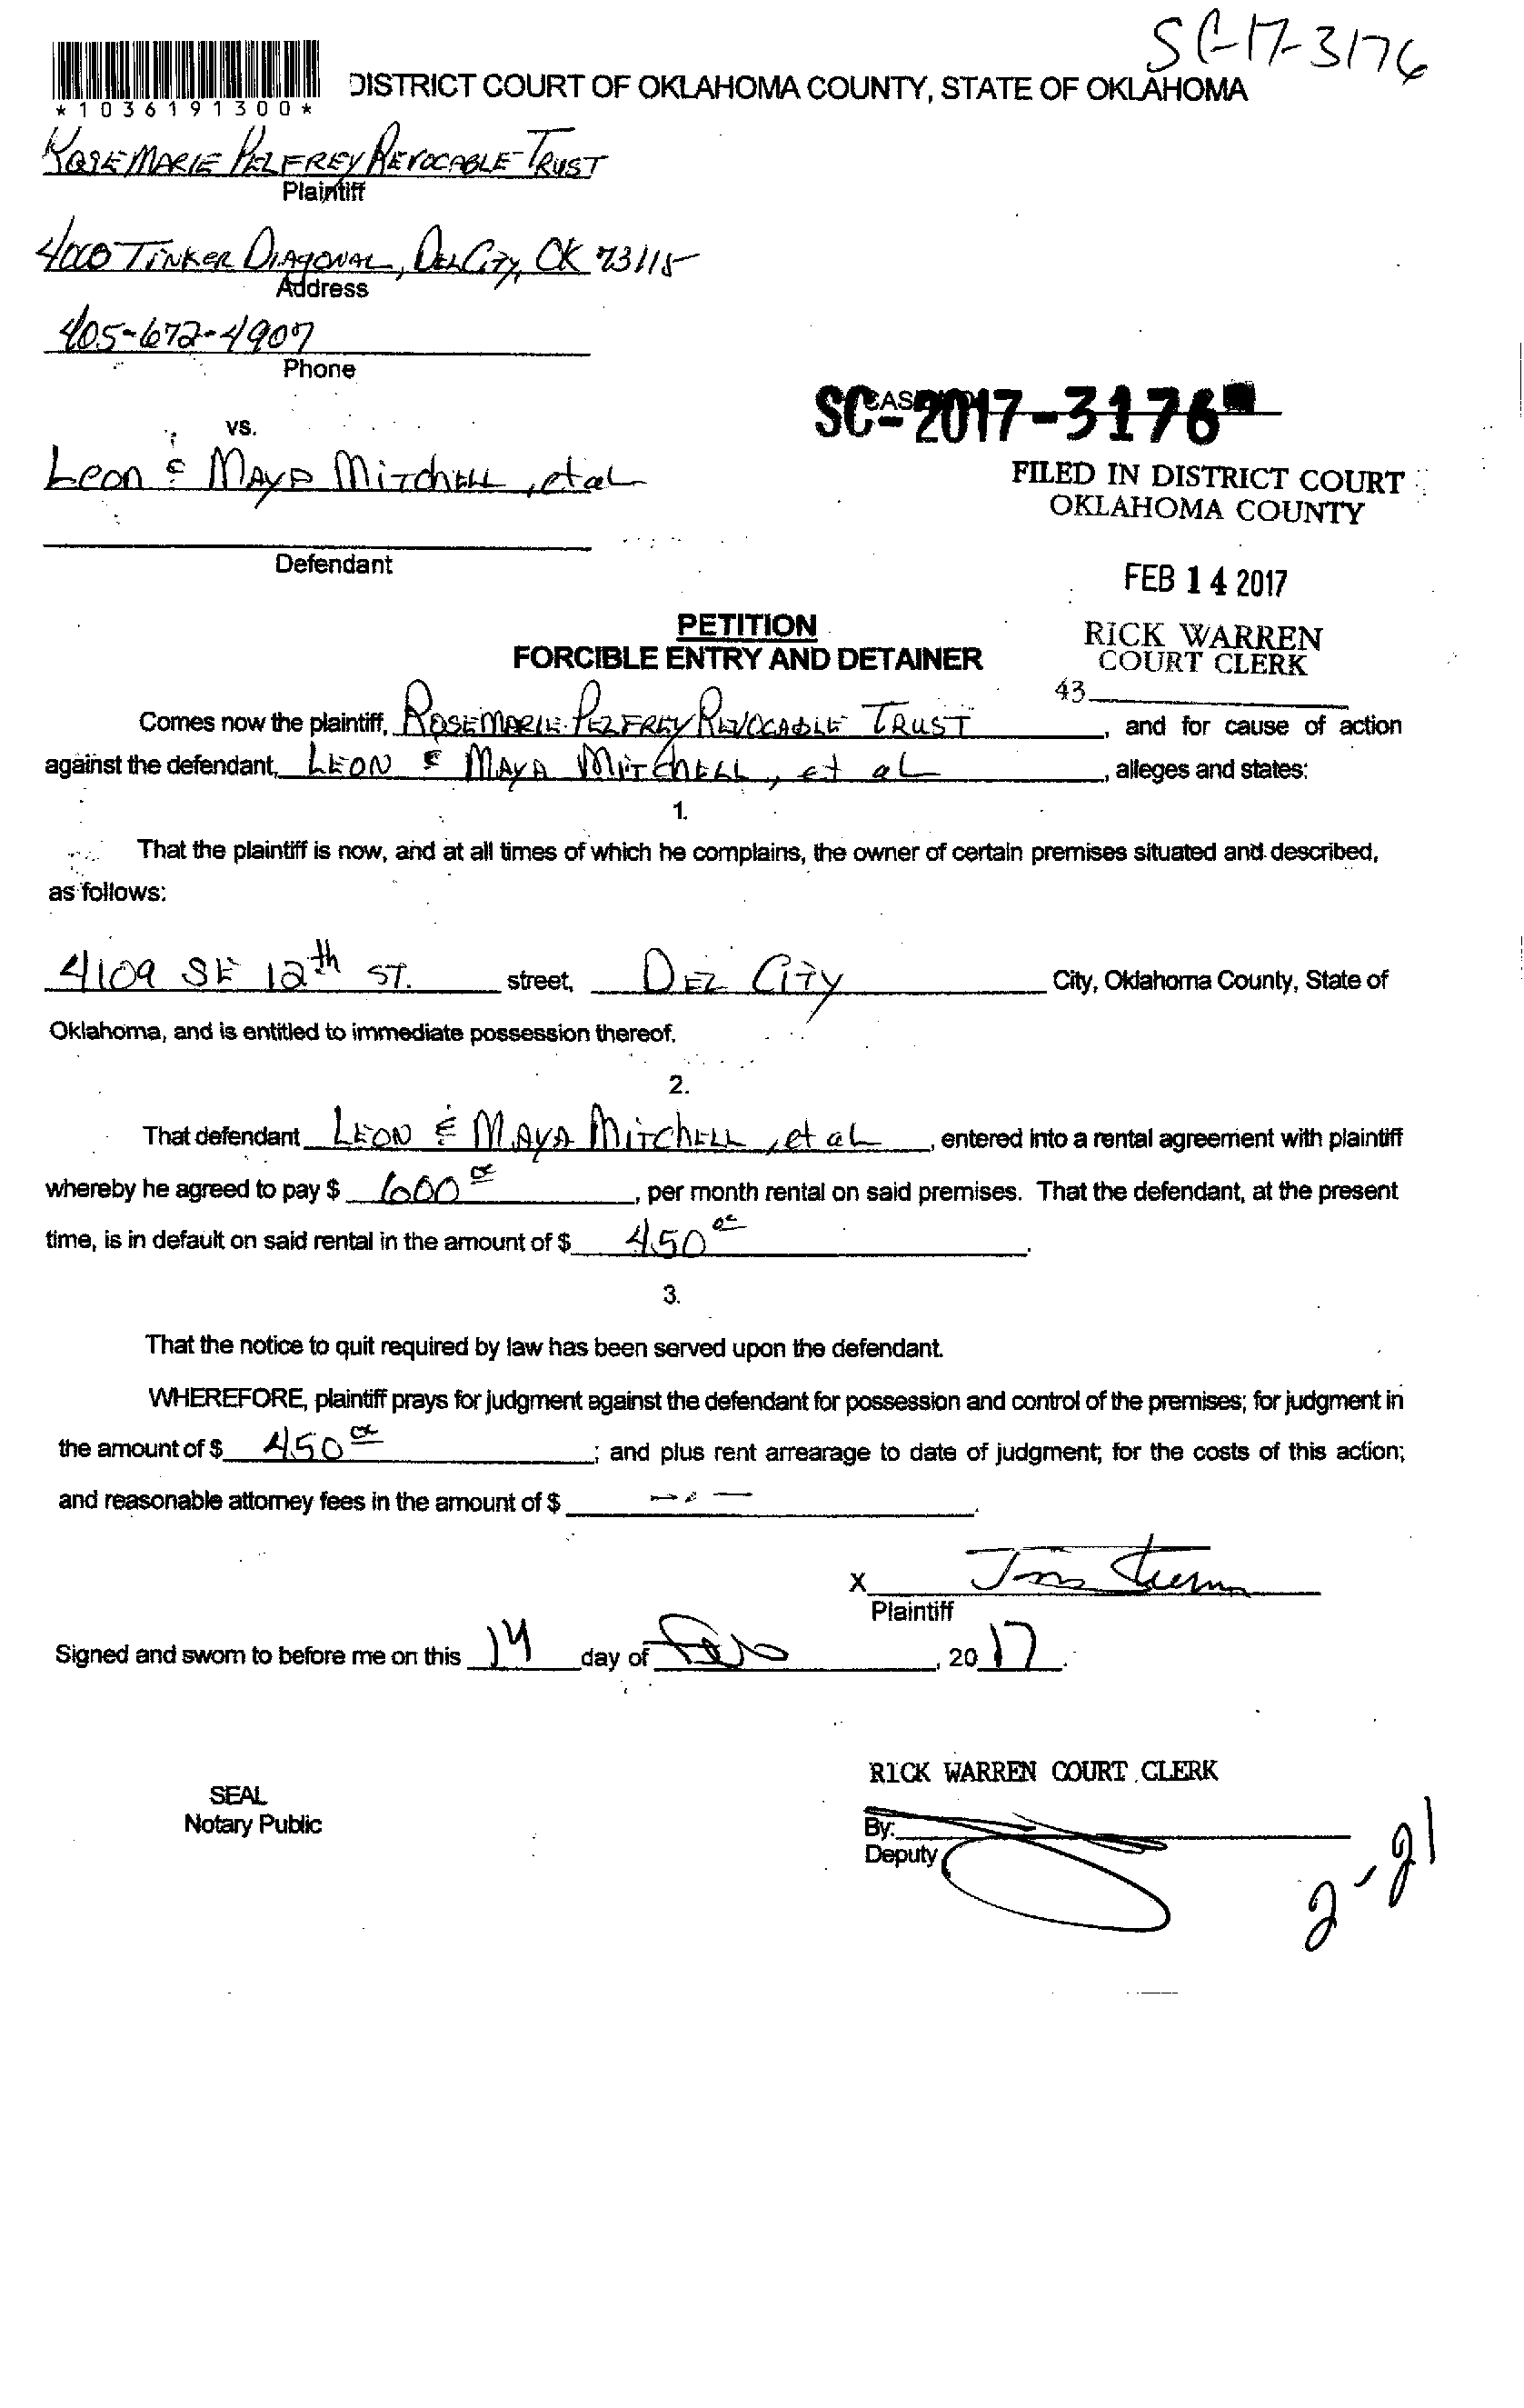 SC-17-3176
*1036191300*
DISTRICT COURT OF OKLAHOMA COUNTY, STATE OF OKLAHOMA
ROSEMARIE PELFREY REVOCABLE TRUST
Plaintiff
4000 TINKER DIAGONAL, DEL CITY, OK 73115
Address
405-672-4907
Phone
SC-2017-3176
vs.
Leon & MAYA MITCHELL, et al
FILED IN DISTRICT COURT
OKLAHOMA COUNTY
Defendant
FEB 14 2017
PETITION
FORCIBLE ENTRY AND DETAINER
RICK WARREN
COURT CLERK
43
Comes now the plaintiff, ROSEMARIE PELFREY REVOCABLE TRUST, and for cause of action
against the defendant, LEON & MAYA MITCHELL, et al, alleges and states:
1.
That the plaintiff is now, and at all times of which he complains, the owner of certain premises situated and described,
as follows:
4109 SE 12th ST. street, DEL CITY City, Oklahoma County, State of
Oklahoma, and is entitled to immediate possession thereof.
2.
That defendant LEON & MAYA MITCHELL, et al, entered into a rental agreement with plaintiff
whereby he agreed to pay $ 600 00, per month rental on said premises. That the defendant, at the present
time, is in default on said rental in the amount of $ 450 00.
3.
That the notice to quit required by law has been served upon the defendant.
WHEREFORE, plaintiff prays for judgment against the defendant for possession and control of the premises; for judgment in
the amount of $ 450 00; and plus rent arrearage to date of judgment; for the costs of this action;
and reasonable attorney fees in the amount of $
X
Plaintiff
Signed and sworn to before me on this 14 day of Feb, 2017.
RICK WARREN COURT CLERK
SEAL
Notary Public
By:
Deputy
2-21